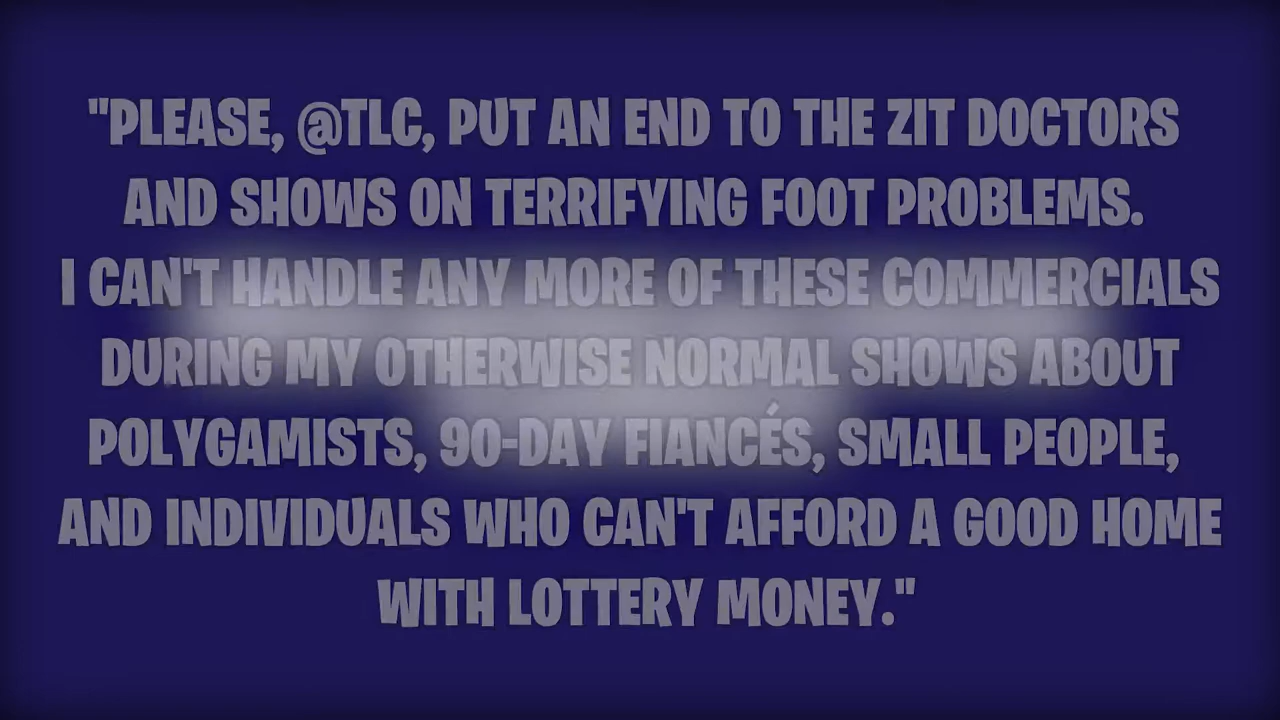 "PLEASE, @TLC, PUT AN END TO THE ZIT DOCTORS
AND SHOWS ON TERRIFYING FOOT PROBLEMS.
I CAN'T HANDLE ANY MORE OF THESE COMMERCIALS
DURING MY OTHERWISE NORMAL SHOWS ABOUT
POLYGAMISTS, 90-DAY FIANCÉS, SMALL PEOPLE,
AND INDIVIDUALS WHO CAN'T AFFORD A GOOD HOME
WITH LOTTERY MONEY."